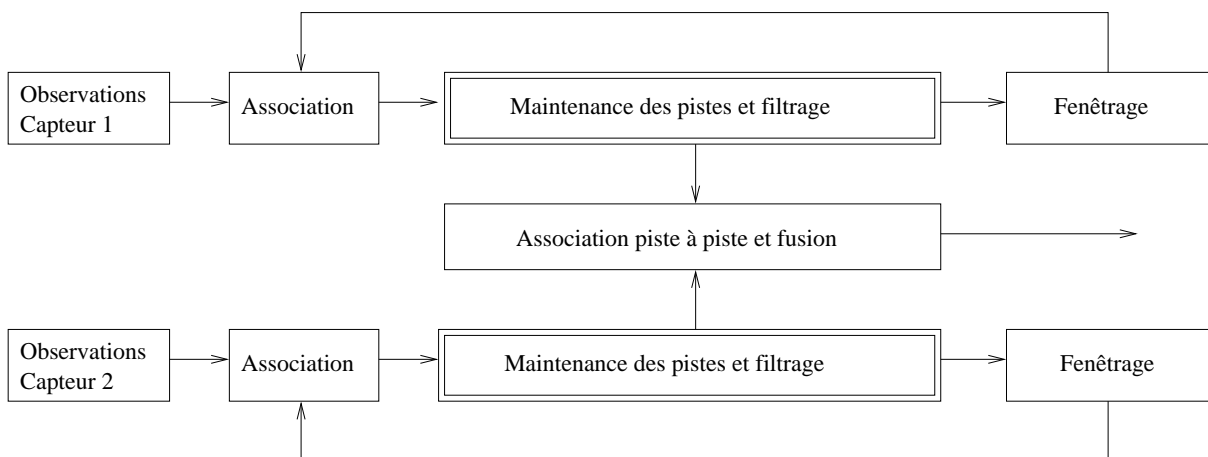 Observations
Capteur 1
Association
Maintenance des pistes et filtrage
Fenêtrage
Association piste à piste et fusion
Observations
Capteur 2
Association
Maintenance des pistes et filtrage
Fenêtrage